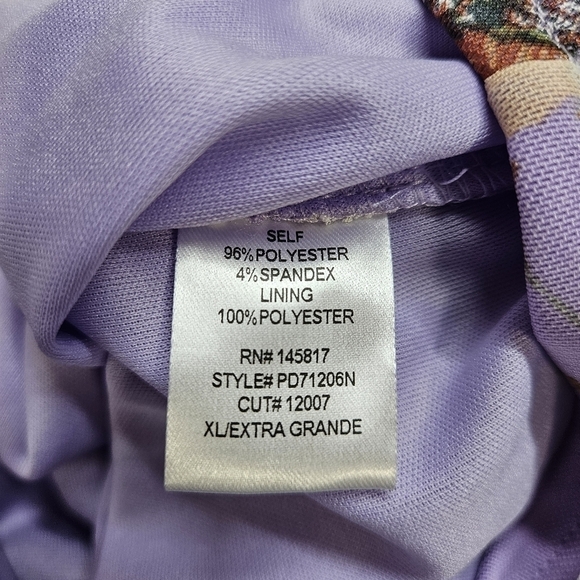 SELF
96%POLYESTER
4%SPANDEX
LINING
100%POLYESTER
RN# 145817
STYLE# PD71206N
CUT# 12007
XL/EXTRA GRANDE